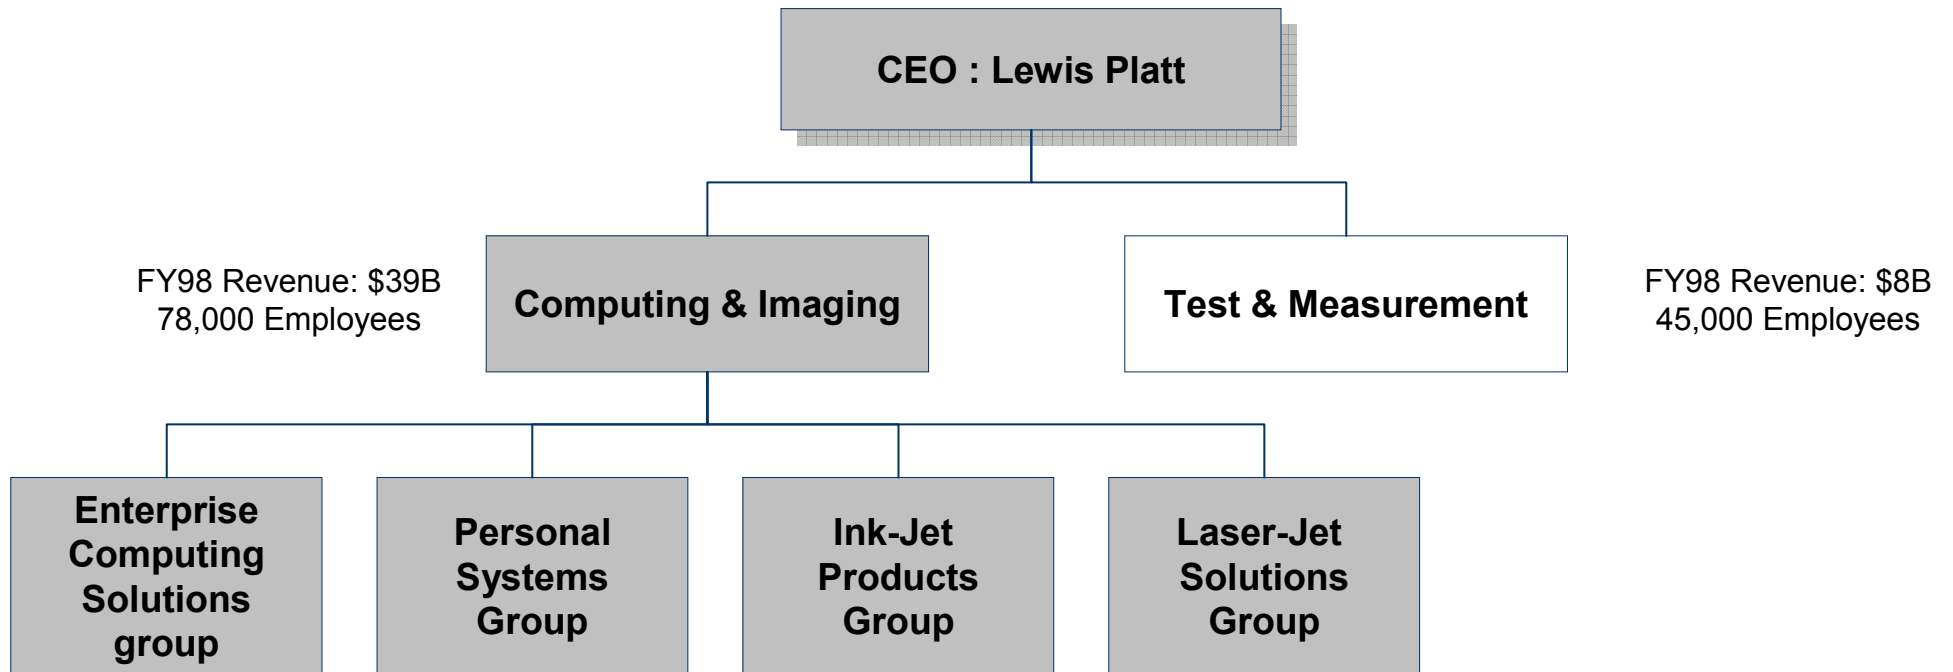 CEO : Lewis Platt
FY98 Revenue: $39B
78,000 Employees
Computing & Imaging
Test & Measurement
FY98 Revenue: $8B
45,000 Employees
Enterprise
Computing
Solutions
group
Personal
Systems
Group
Ink-Jet
Products
Group
Laser-Jet
Solutions
Group